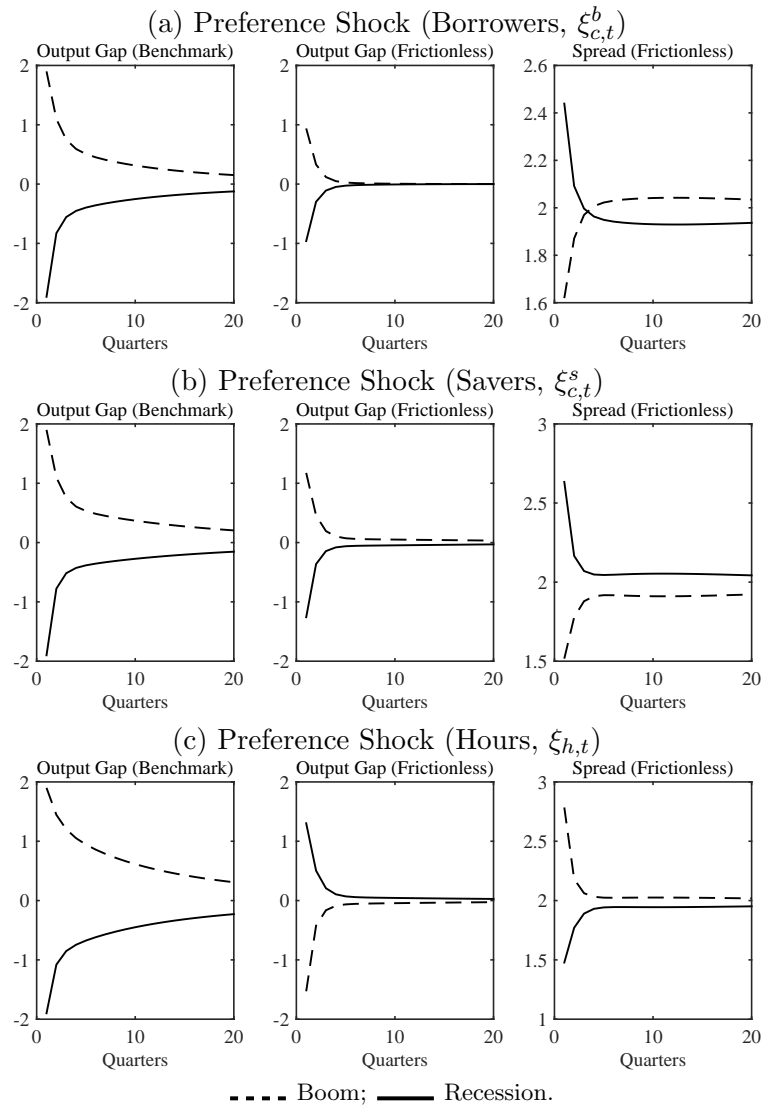 (a) Preference Shock (Borrowers, ξ^b_{c,t})
Output Gap (Benchmark) Output Gap (Frictionless) Spread (Frictionless)
2 2 2.6
1 1 2.4
2.2
0 0 2
-1 -1 1.8
-2 -2 1.6
0 10 20 0 10 20 0 10 20
Quarters Quarters Quarters
(b) Preference Shock (Savers, ξ^s_{c,t})
Output Gap (Benchmark) Output Gap (Frictionless) Spread (Frictionless)
2 2 3
1 1 2.5
0 0 2
-1 -1
-2 -2 1.5
0 10 20 0 10 20 0 10 20
Quarters Quarters Quarters
(c) Preference Shock (Hours, ξ_{h,t})
Output Gap (Benchmark) Output Gap (Frictionless) Spread (Frictionless)
2 2 3
1 1 2.5
0 0 2
-1 -1 1.5
-2 -2 1
0 10 20 0 10 20 0 10 20
Quarters Quarters Quarters
Boom; Recession.